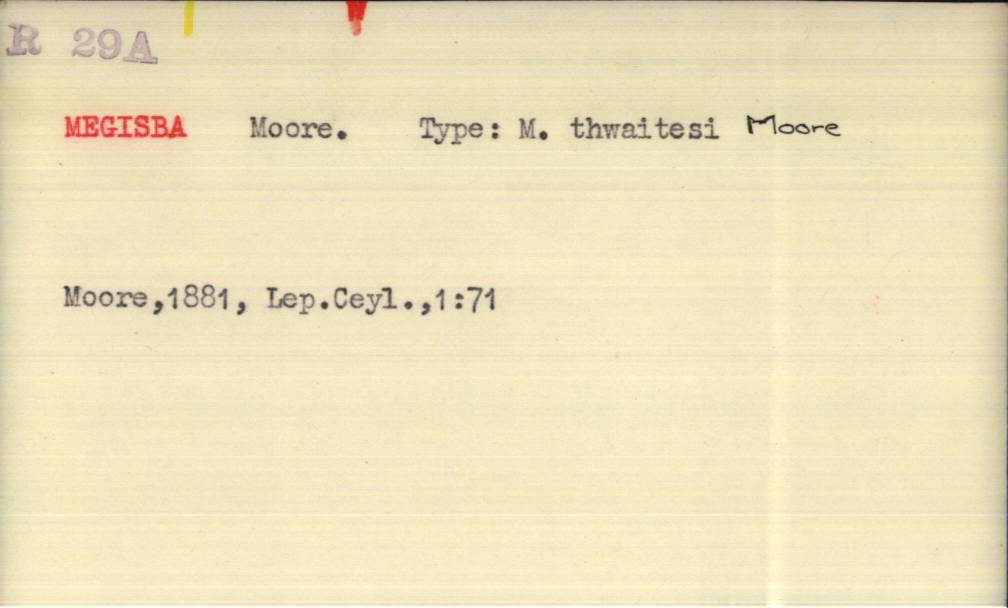 R 29A
MEGISBA Moore. Type: M. thwaitesi Moore
Moore,1881, Lep.Ceyl.,1:71